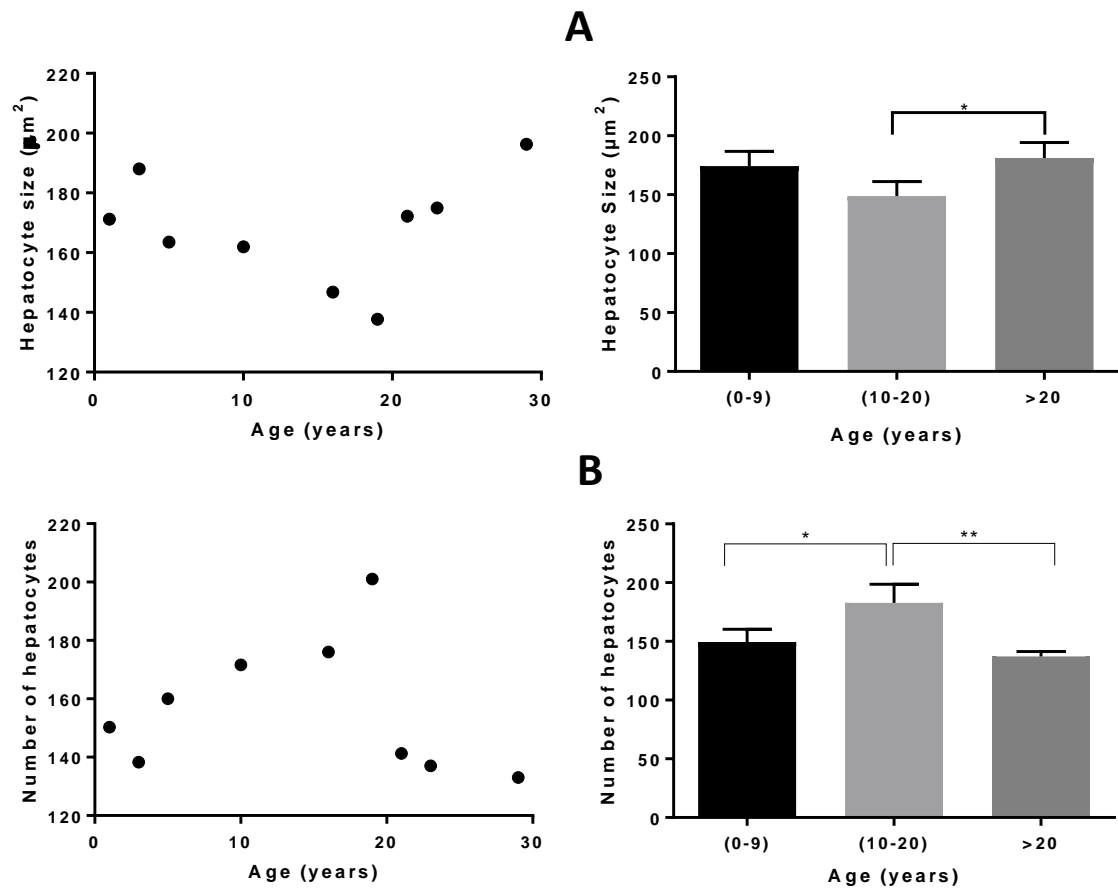 A
220
200
180
160
140
120
Hepatocyte size (µm²)
0 10 20 30
Age (years)
250
200
150
100
50
0
Hepatocyte Size (µm²)
*
(0-9) (10-20) >20
Age (years)
B
220
200
180
160
140
120
Number of hepatocytes
0 10 20 30
Age (years)
250
200
150
100
50
0
Number of hepatocytes
* **
(0-9) (10-20) >20
Age (years)